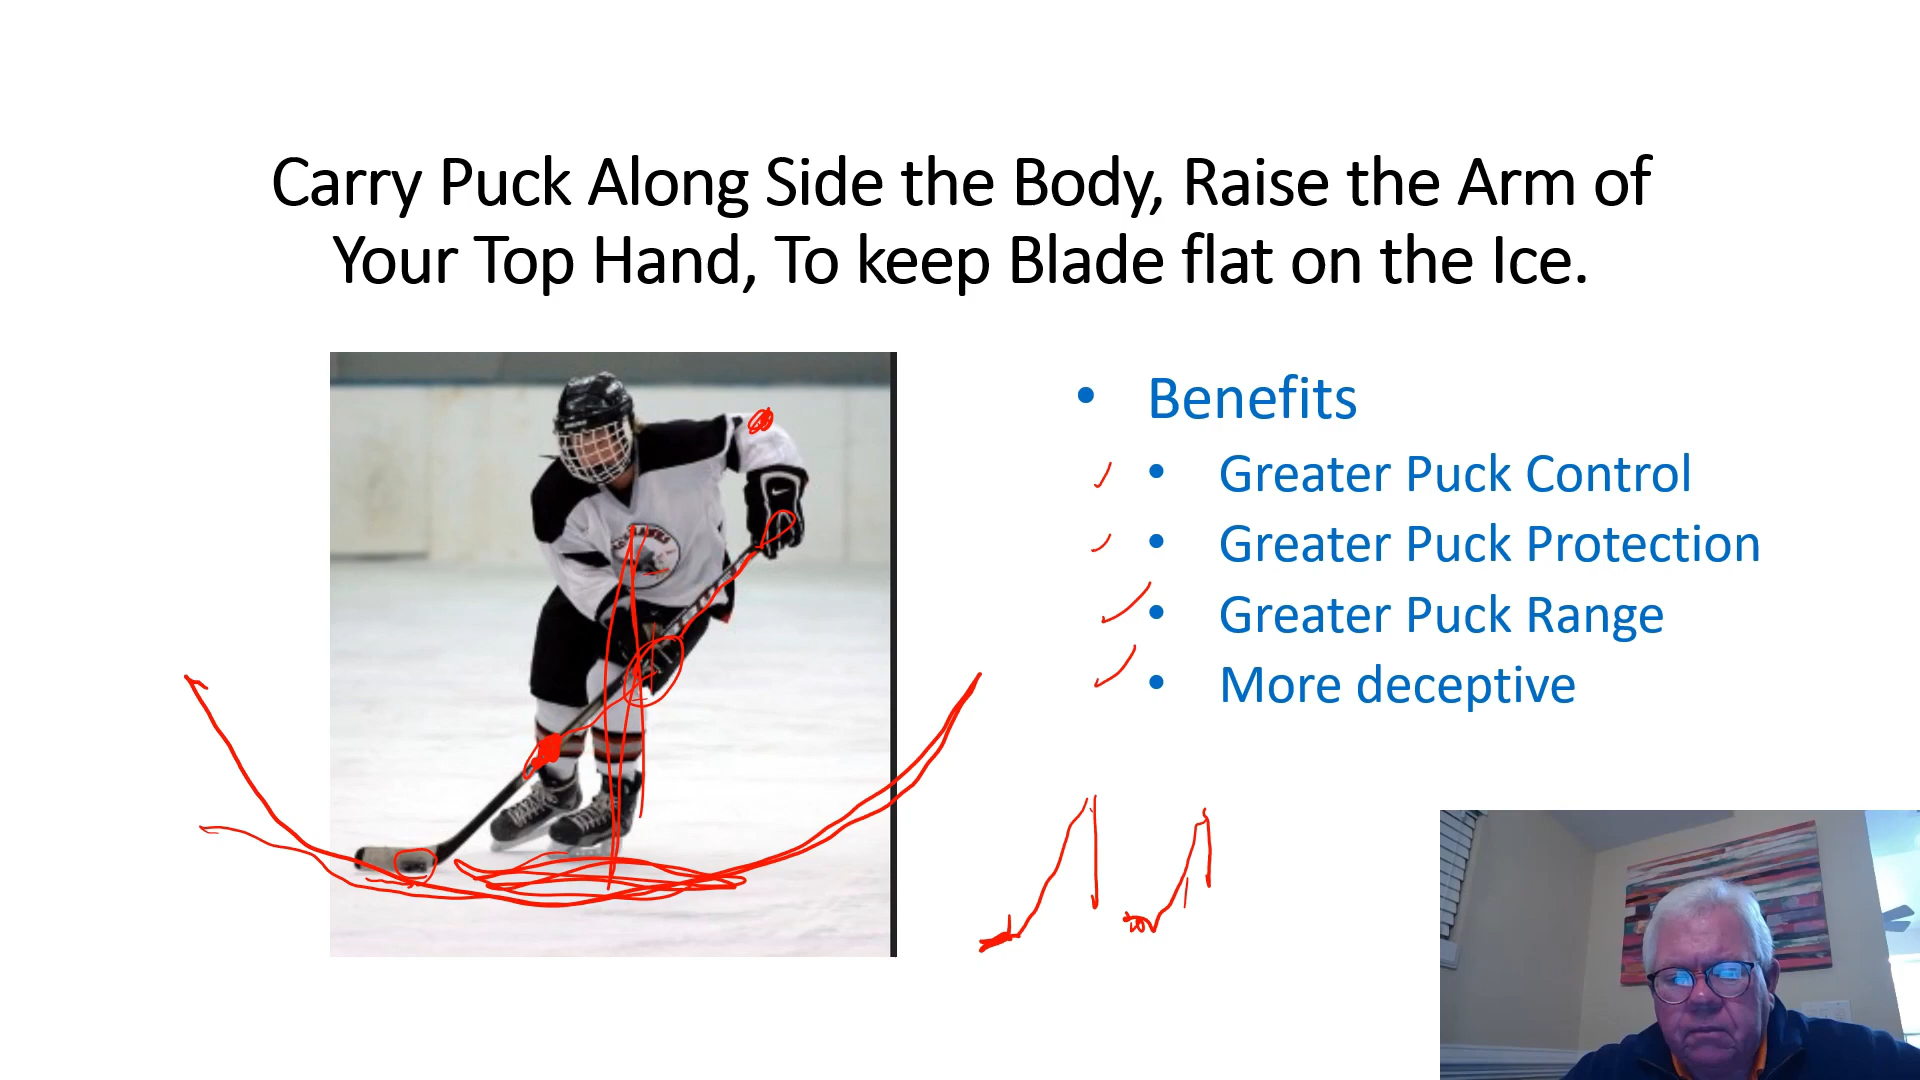 Carry Puck Along Side the Body, Raise the Arm of
Your Top Hand, To keep Blade flat on the Ice.
• Benefits
• Greater Puck Control
• Greater Puck Protection
• Greater Puck Range
• More deceptive